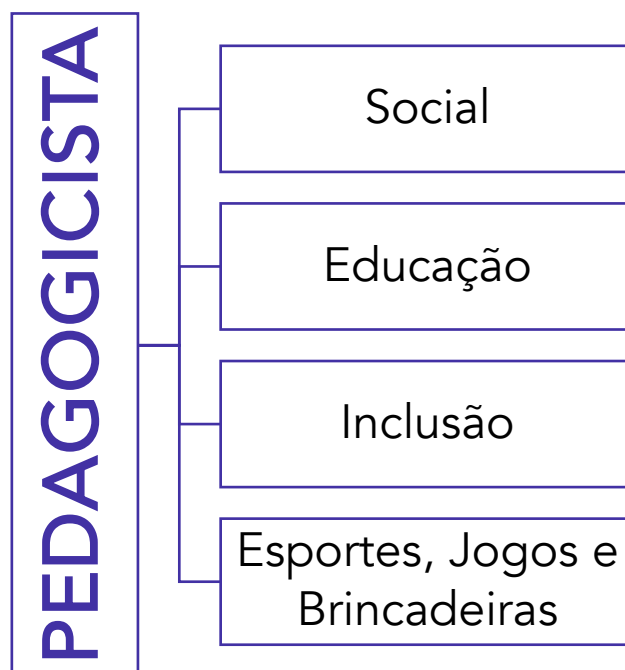 PEDAGOGICISTA
Social
Educação
Inclusão
Esportes, Jogos e
Brincadeiras